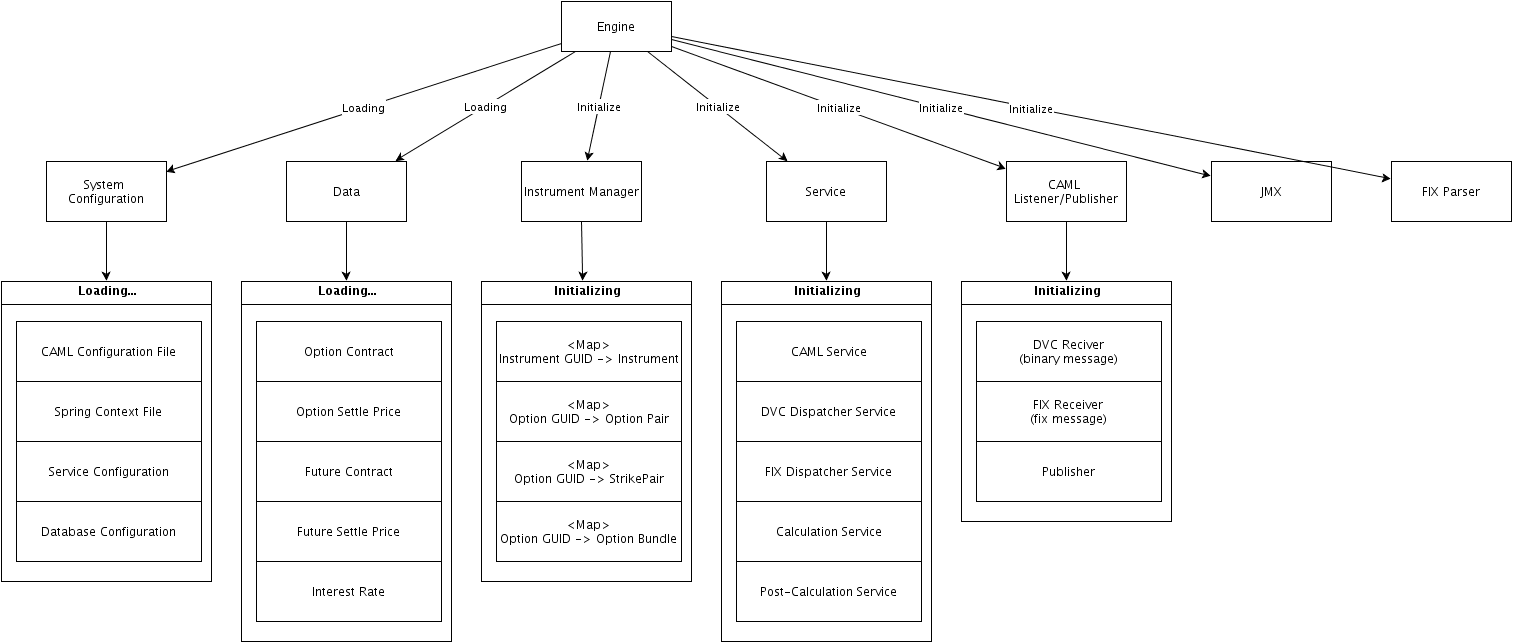 Engine
Loading
Loading
Initialize
Initialize
Initialize
Initialize
Initialize
System
Configuration
Data
Instrument Manager
Service
CAML
Listener/Publisher
JMX
FIX Parser
Loading...
CAML Configuration File
Spring Context File
Service Configuration
Database Configuration
Loading...
Option Contract
Option Settle Price
Future Contract
Future Settle Price
Interest Rate
Initializing
<Map>
Instrument GUID -> Instrument
<Map>
Option GUID -> Option Pair
<Map>
Option GUID -> StrikePair
<Map>
Option GUID -> Option Bundle
Initializing
CAML Service
DVC Dispatcher Service
FIX Dispatcher Service
Calculation Service
Post-Calculation Service
Initializing
DVC Reciver
(binary message)
FIX Receiver
(fix message)
Publisher